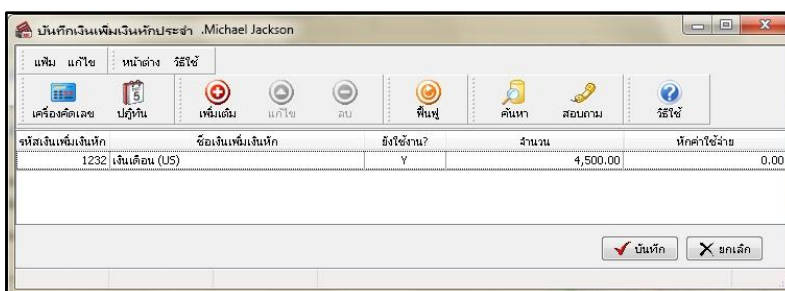 บันทึกเงินเพิ่มเงินหักประจำ .Michael Jackson
แฟ้ม แก้ไข หน้าต่าง วิธีใช้
เครื่องคิดเลข ปฏิทิน เพิ่มเติม แก้ไข ลบ ฟื้นฟู ค้นหา สอบถาม วิธีใช้
รหัสเงินเพิ่มเงินหัก ชื่อเงินเพิ่มเงินหัก ยังใช้งาน? จำนวน หักค่าใช้จ่าย
1232 เงินเดือน (US) Y 4,500.00 0.00
บันทึก ยกเลิก